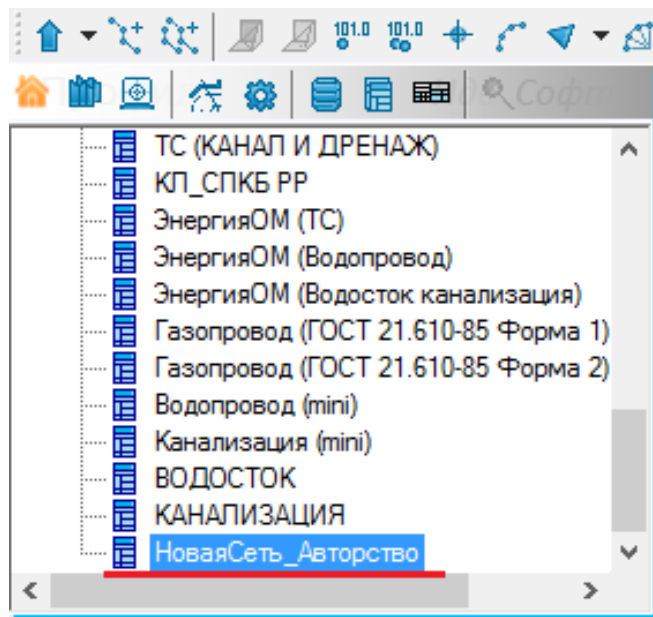 101.0 101.0
Софт
ТС (КАНАЛ И ДРЕНАЖ)
КЛ_СПКБ РР
ЭнергияОМ (ТС)
ЭнергияОМ (Водопровод)
ЭнергияОМ (Водосток канализация)
Газопровод (ГОСТ 21.610-85 Форма 1)
Газопровод (ГОСТ 21.610-85 Форма 2)
Водопровод (mini)
Канализация (mini)
ВОДОСТОК
КАНАЛИЗАЦИЯ
НоваяСеть_Авторство